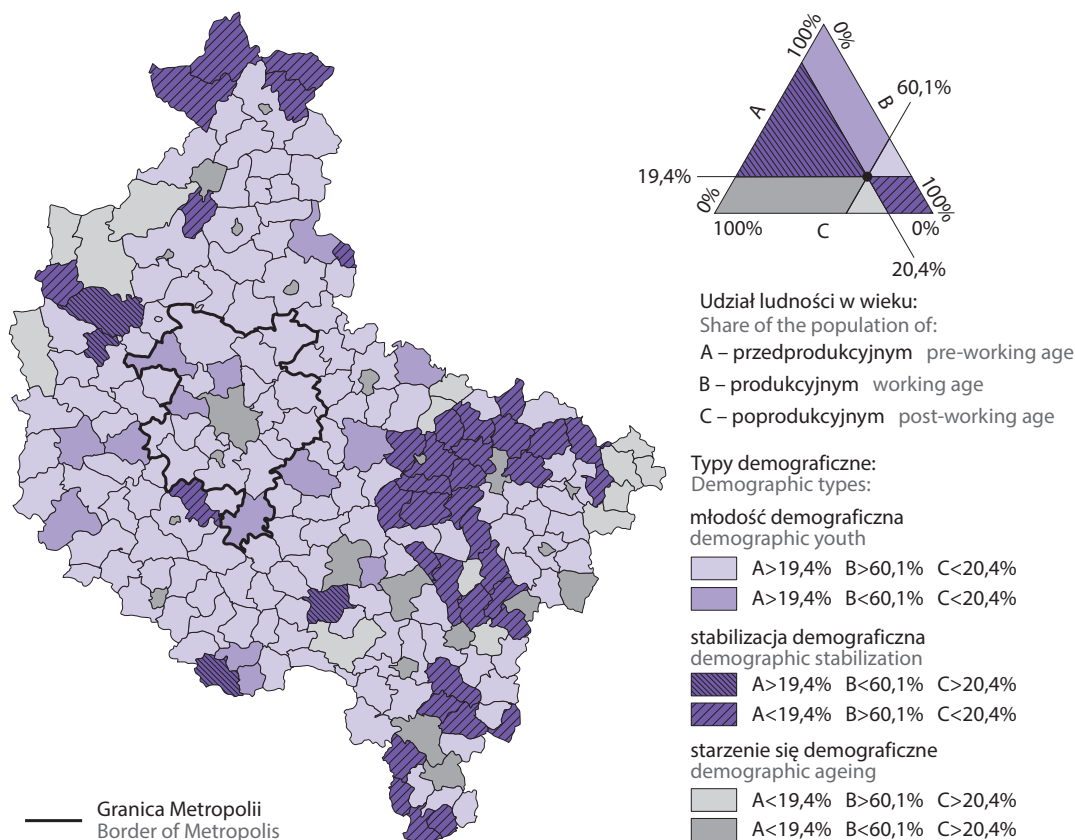 100%
0%
A
B
60,1%
19,4%
0%
100%
100%
C
0%
20,4%
Udział ludności w wieku:
Share of the population of:
A – przedprodukcyjnym pre-working age
B – produkcyjnym working age
C – poprodukcyjnym post-working age
Typy demograficzne:
Demographic types:
młodość demograficzna
demographic youth
A>19,4% B>60,1% C<20,4%
A>19,4% B<60,1% C<20,4%
stabilizacja demograficzna
demographic stabilization
A>19,4% B<60,1% C>20,4%
A<19,4% B>60,1% C<20,4%
starzenie się demograficzne
demographic ageing
A<19,4% B>60,1% C>20,4%
A<19,4% B<60,1% C>20,4%
Granica Metropolii
Border of Metropolis